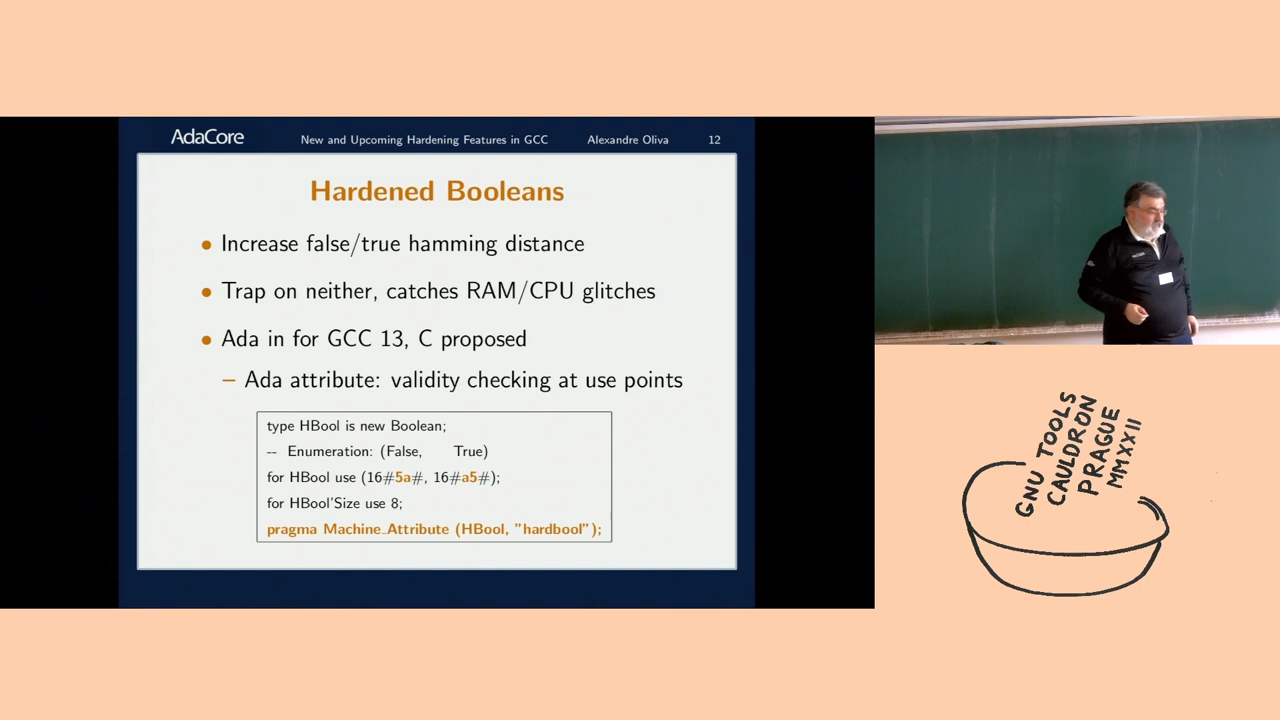 AdaCore New and Upcoming Hardening Features in GCC Alexandre Oliva 12
Hardened Booleans
• Increase false/true hamming distance
• Trap on neither, catches RAM/CPU glitches
• Ada in for GCC 13, C proposed
– Ada attribute: validity checking at use points
type HBool is new Boolean;
-- Enumeration: (False, True)
for HBool use (16#5a#, 16#a5#);
for HBool'Size use 8;
pragma Machine_Attribute (HBool, "hardbool");
GNU TOOLS
CAULDRON
PRAGUE
MMXXII